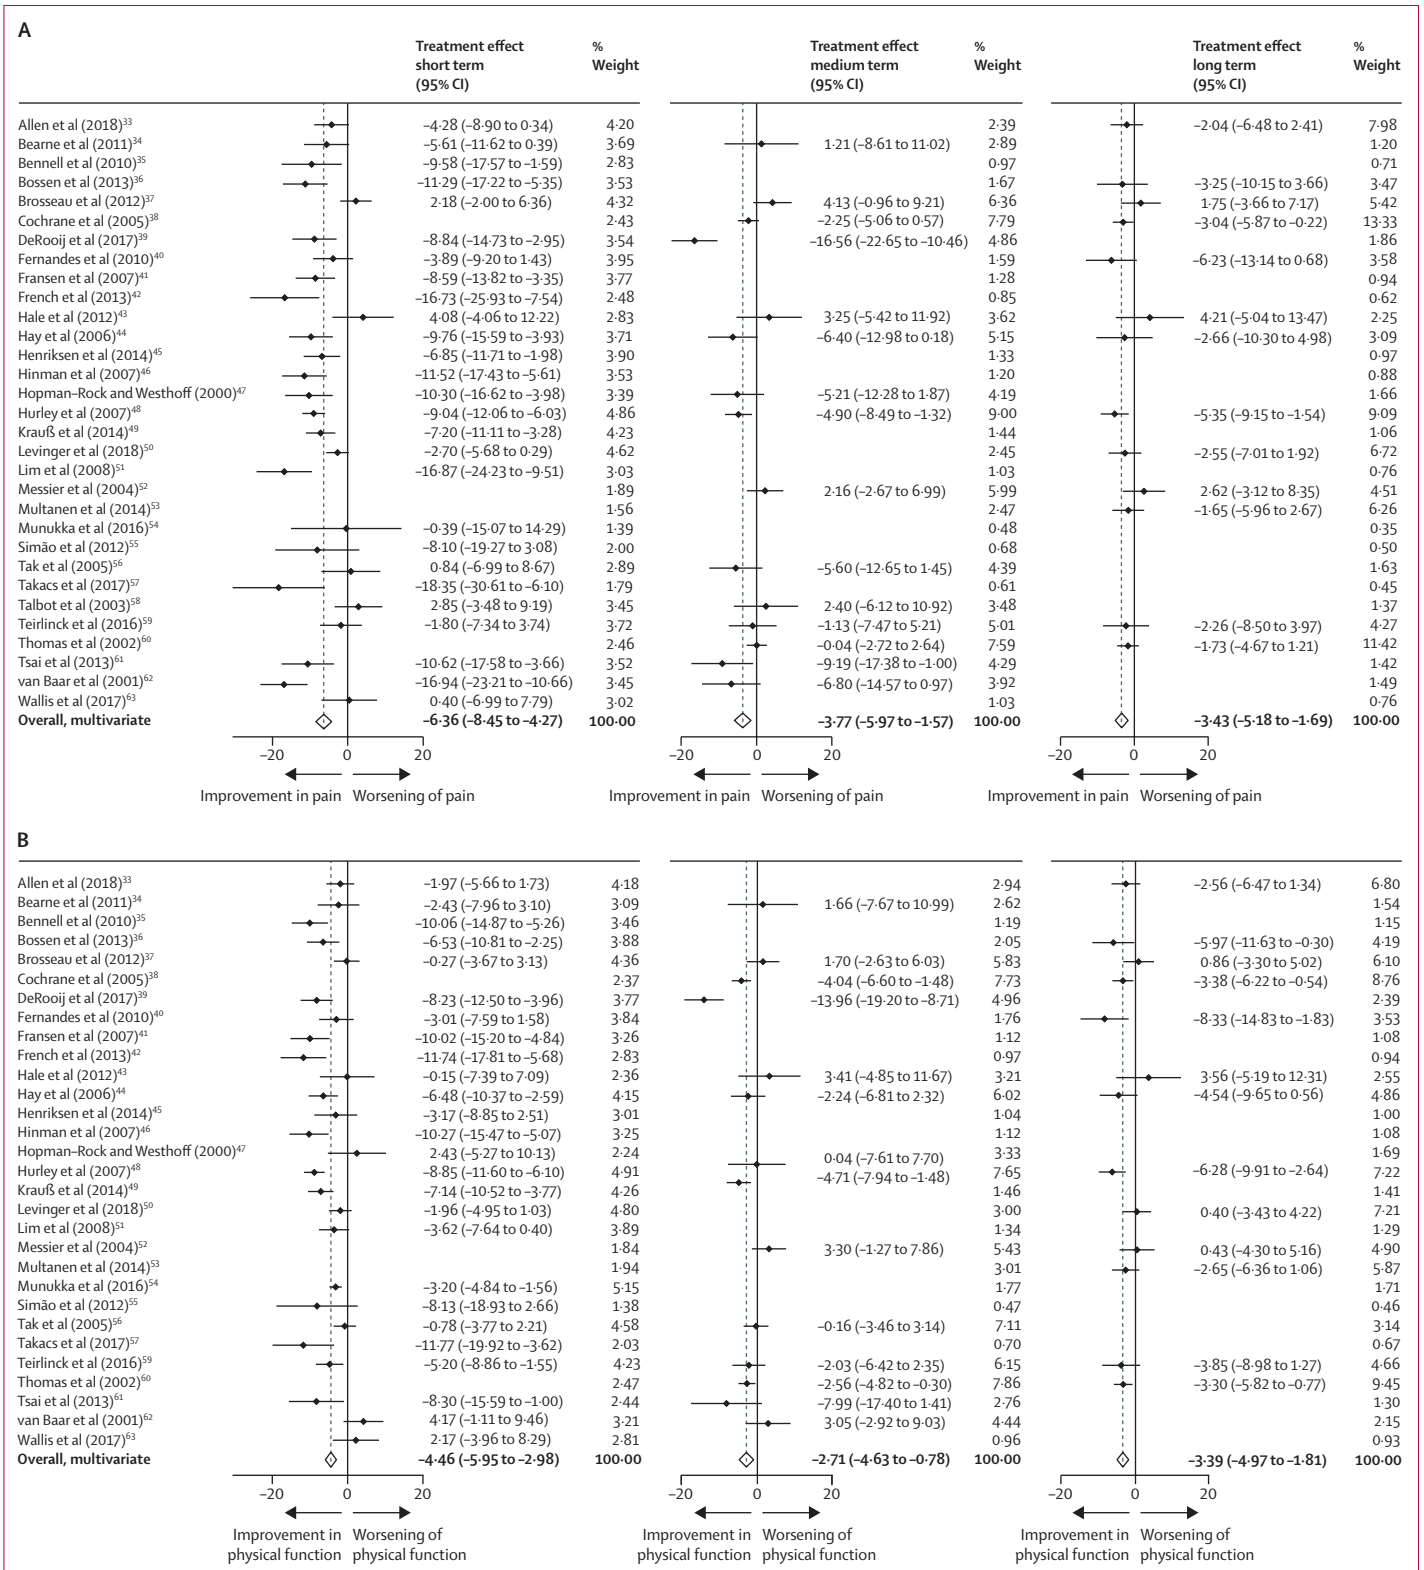 A
Treatment effect % Treatment effect % Treatment effect %
short term Weight medium term Weight long term Weight
(95% CI) (95% CI) (95% CI)
Allen et al (2018)³³ –4·28 (–8·90 to 0·34) 4·20 2·39 –2·04 (–6·48 to 2·41) 7·98
Bearne et al (2011)³⁴ –5·61 (–11·62 to 0·39) 3·69 1·21 (–8·61 to 11·02) 2·89 1·20
Bennell et al (2010)³⁵ –9·58 (–17·57 to –1·59) 2·83 0·97 0·71
Bossen et al (2013)³⁶ –11·29 (–17·22 to –5·35) 3·53 1·67 –3·25 (–10·15 to 3·66) 3·47
Brosseau et al (2012)³⁷ 2·18 (–2·00 to 6·36) 4·32 4·13 (–0·96 to 9·21) 6·36 1·75 (–3·66 to 7·17) 5·42
Cochrane et al (2005)³⁸ 2·43 –2·25 (–5·06 to 0·57) 7·79 –3·04 (–5·87 to –0·22) 13·33
DeRooij et al (2017)³⁹ –8·84 (–14·73 to –2·95) 3·54 –16·56 (–22·65 to –10·46) 4·86 1·86
Fernandes et al (2010)⁴⁰ –3·89 (–9·20 to 1·43) 3·95 1·59 –6·23 (–13·14 to 0·68) 3·58
Fransen et al (2007)⁴¹ –8·59 (–13·82 to –3·35) 3·77 1·28 0·94
French et al (2013)⁴² –16·73 (–25·93 to –7·54) 2·48 0·85 0·62
Hale et al (2012)⁴³ 4·08 (–4·06 to 12·22) 2·83 3·25 (–5·42 to 11·92) 3·62 4·21 (–5·04 to 13·47) 2·25
Hay et al (2006)⁴⁴ –9·76 (–15·59 to –3·93) 3·71 –6·40 (–12·98 to 0·18) 5·15 –2·66 (–10·30 to 4·98) 3·09
Henriksen et al (2014)⁴⁵ –6·85 (–11·71 to –1·98) 3·90 1·33 0·97
Hinman et al (2007)⁴⁶ –11·52 (–17·43 to –5·61) 3·53 1·20 0·88
Hopman–Rock and Westhoff (2000)⁴⁷ –10·30 (–16·62 to –3·98) 3·39 –5·21 (–12·28 to 1·87) 4·19 1·66
Hurley et al (2007)⁴⁸ –9·04 (–12·06 to –6·03) 4·86 –4·90 (–8·49 to –1·32) 9·00 –5·35 (–9·15 to –1·54) 9·09
Krauß et al (2014)⁴⁹ –7·20 (–11·11 to –3·28) 4·23 1·44 1·06
Levinger et al (2018)⁵⁰ –2·70 (–5·68 to 0·29) 4·62 2·45 –2·55 (–7·01 to 1·92) 6·72
Lim et al (2008)⁵¹ –16·87 (–24·23 to –9·51) 3·03 1·03 0·76
Messier et al (2004)⁵² 1·89 2·16 (–2·67 to 6·99) 5·99 2·62 (–3·12 to 8·35) 4·51
Multanen et al (2014)⁵³ 1·56 2·47 –1·65 (–5·96 to 2·67) 6·26
Munukka et al (2016)⁵⁴ –0·39 (–15·07 to 14·29) 1·39 0·48 0·35
Simão et al (2012)⁵⁵ –8·10 (–19·27 to 3·08) 2·00 0·68 0·50
Tak et al (2005)⁵⁶ 0·84 (–6·99 to 8·67) 2·89 –5·60 (–12·65 to 1·45) 4·39 1·63
Takacs et al (2017)⁵⁷ –18·35 (–30·61 to –6·10) 1·79 0·61 0·45
Talbot et al (2003)⁵⁸ 2·85 (–3·48 to 9·19) 3·45 2·40 (–6·12 to 10·92) 3·48 1·37
Teirlinck et al (2016)⁵⁹ –1·80 (–7·34 to 3·74) 3·72 –1·13 (–7·47 to 5·21) 5·01 –2·26 (–8·50 to 3·97) 4·27
Thomas et al (2002)⁶⁰ 2·46 –0·04 (–2·72 to 2·64) 7·59 –1·73 (–4·67 to 1·21) 11·42
Tsai et al (2013)⁶¹ –10·62 (–17·58 to –3·66) 3·52 –9·19 (–17·38 to –1·00) 4·29 1·42
van Baar et al (2001)⁶² –16·94 (–23·21 to –10·66) 3·45 –6·80 (–14·57 to 0·97) 3·92 1·49
Wallis et al (2017)⁶³ 0·40 (–6·99 to 7·79) 3·02 1·03 0·76
Overall, multivariate –6·36 (–8·45 to –4·27) 100·00 –3·77 (–5·97 to –1·57) 100·00 –3·43 (–5·18 to –1·69) 100·00
–20 0 20 –20 0 20 –20 0 20
Improvement in pain Worsening of pain Improvement in pain Worsening of pain Improvement in pain Worsening of pain
B
Allen et al (2018)³³ –1·97 (–5·66 to 1·73) 4·18 2·94 –2·56 (–6·47 to 1·34) 6·80
Bearne et al (2011)³⁴ –2·43 (–7·96 to 3·10) 3·09 1·66 (–7·67 to 10·99) 2·62 1·54
Bennell et al (2010)³⁵ –10·06 (–14·87 to –5·26) 3·46 1·19 1·15
Bossen et al (2013)³⁶ –6·53 (–10·81 to –2·25) 3·88 2·05 –5·97 (–11·63 to –0·30) 4·19
Brosseau et al (2012)³⁷ –0·27 (–3·67 to 3·13) 4·36 1·70 (–2·63 to 6·03) 5·83 0·86 (–3·30 to 5·02) 6·10
Cochrane et al (2005)³⁸ 2·37 –4·04 (–6·60 to –1·48) 7·73 –3·38 (–6·22 to –0·54) 8·76
DeRooij et al (2017)³⁹ –8·23 (–12·50 to –3·96) 3·77 –13·96 (–19·20 to –8·71) 4·96 2·39
Fernandes et al (2010)⁴⁰ –3·01 (–7·59 to 1·58) 3·84 1·76 –8·33 (–14·83 to –1·83) 3·53
Fransen et al (2007)⁴¹ –10·02 (–15·20 to –4·84) 3·26 1·12 1·08
French et al (2013)⁴² –11·74 (–17·81 to –5·68) 2·83 0·97 0·94
Hale et al (2012)⁴³ –0·15 (–7·39 to 7·09) 2·36 3·41 (–4·85 to 11·67) 3·21 3·56 (–5·19 to 12·31) 2·55
Hay et al (2006)⁴⁴ –6·48 (–10·37 to –2·59) 4·15 –2·24 (–6·81 to 2·32) 6·02 –4·54 (–9·65 to 0·56) 4·86
Henriksen et al (2014)⁴⁵ –3·17 (–8·85 to 2·51) 3·01 1·04 1·00
Hinman et al (2007)⁴⁶ –10·27 (–15·47 to –5·07) 3·25 1·12 1·08
Hopman–Rock and Westhoff (2000)⁴⁷ 2·43 (–5·27 to 10·13) 2·24 0·04 (–7·61 to 7·70) 3·33 1·69
Hurley et al (2007)⁴⁸ –8·85 (–11·60 to –6·10) 4·91 –4·71 (–7·94 to –1·48) 7·65 –6·28 (–9·91 to –2·64) 7·22
Krauß et al (2014)⁴⁹ –7·14 (–10·52 to –3·77) 4·26 1·46 1·41
Levinger et al (2018)⁵⁰ –1·96 (–4·95 to 1·03) 4·80 3·00 0·40 (–3·43 to 4·22) 7·21
Lim et al (2008)⁵¹ –3·62 (–7·64 to 0·40) 3·89 1·34 1·29
Messier et al (2004)⁵² 1·84 3·30 (–1·27 to 7·86) 5·43 0·43 (–4·30 to 5·16) 4·90
Multanen et al (2014)⁵³ 1·94 3·01 –2·65 (–6·36 to 1·06) 5·87
Munukka et al (2016)⁵⁴ –3·20 (–4·84 to –1·56) 5·15 1·77 1·71
Simão et al (2012)⁵⁵ –8·13 (–18·93 to 2·66) 1·38 0·47 0·46
Tak et al (2005)⁵⁶ –0·78 (–3·77 to 2·21) 4·58 –0·16 (–3·46 to 3·14) 7·11 3·14
Takacs et al (2017)⁵⁷ –11·77 (–19·92 to –3·62) 2·03 0·70 0·67
Teirlinck et al (2016)⁵⁹ –5·20 (–8·86 to –1·55) 4·23 –2·03 (–6·42 to 2·35) 6·15 –3·85 (–8·98 to 1·27) 4·66
Thomas et al (2002)⁶⁰ 2·47 –2·56 (–4·82 to –0·30) 7·86 –3·30 (–5·82 to –0·77) 9·45
Tsai et al (2013)⁶¹ –8·30 (–15·59 to –1·00) 2·44 –7·99 (–17·40 to 1·41) 2·76 1·30
van Baar et al (2001)⁶² 4·17 (–1·11 to 9·46) 3·21 3·05 (–2·92 to 9·03) 4·44 2·15
Wallis et al (2017)⁶³ 2·17 (–3·96 to 8·29) 2·81 0·96 0·93
Overall, multivariate –4·46 (–5·95 to –2·98) 100·00 –2·71 (–4·63 to –0·78) 100·00 –3·39 (–4·97 to –1·81) 100·00
–20 0 20 –20 0 20 –20 0 20
Improvement in Worsening of Improvement in Worsening of Improvement in Worsening of
physical function physical function physical function physical function physical function physical function